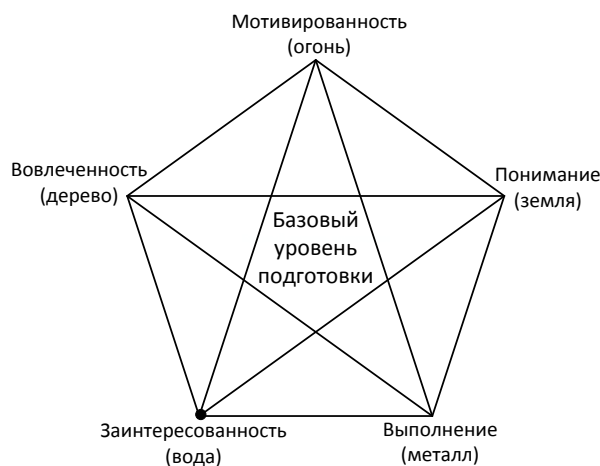 Мотивированность
(огонь)
Вовлеченность
(дерево)
Понимание
(земля)
Базовый
уровень
подготовки
Заинтересованность
(вода)
Выполнение
(металл)